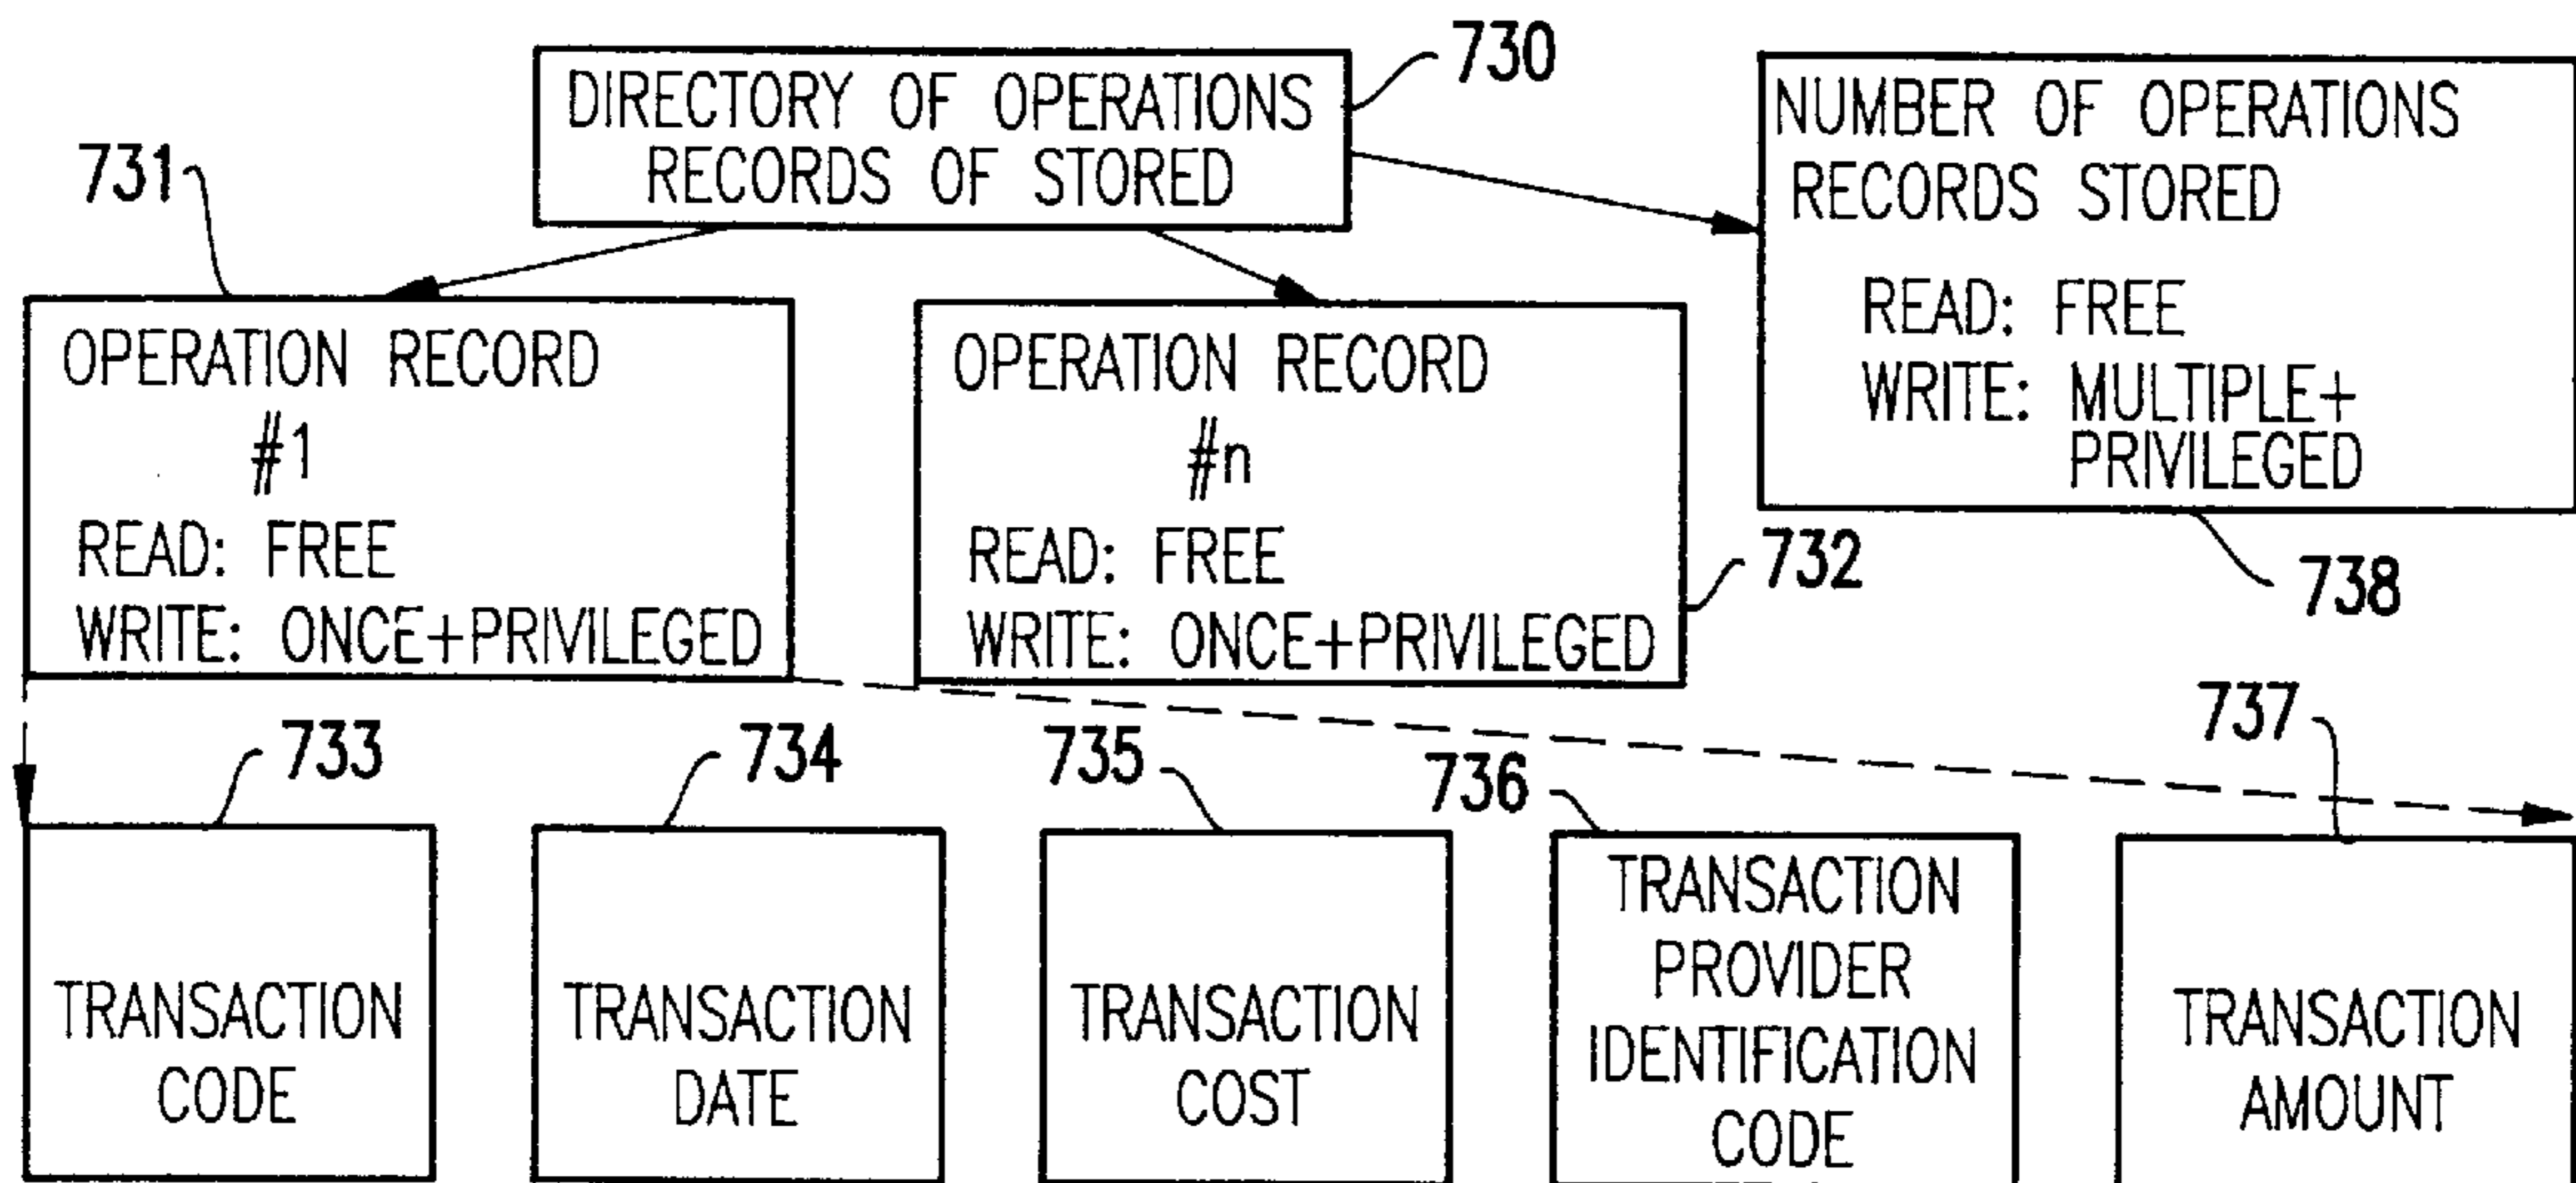 730
DIRECTORY OF OPERATIONS
RECORDS OF STORED
NUMBER OF OPERATIONS
RECORDS STORED
READ: FREE
WRITE: MULTIPLE+
PRIVILEGED
738
731
OPERATION RECORD
#1
READ: FREE
WRITE: ONCE+PRIVILEGED
OPERATION RECORD
#n
READ: FREE
WRITE: ONCE+PRIVILEGED
732
733
TRANSACTION
CODE
734
TRANSACTION
DATE
735
TRANSACTION
COST
736
TRANSACTION
PROVIDER
IDENTIFICATION
CODE
737
TRANSACTION
AMOUNT